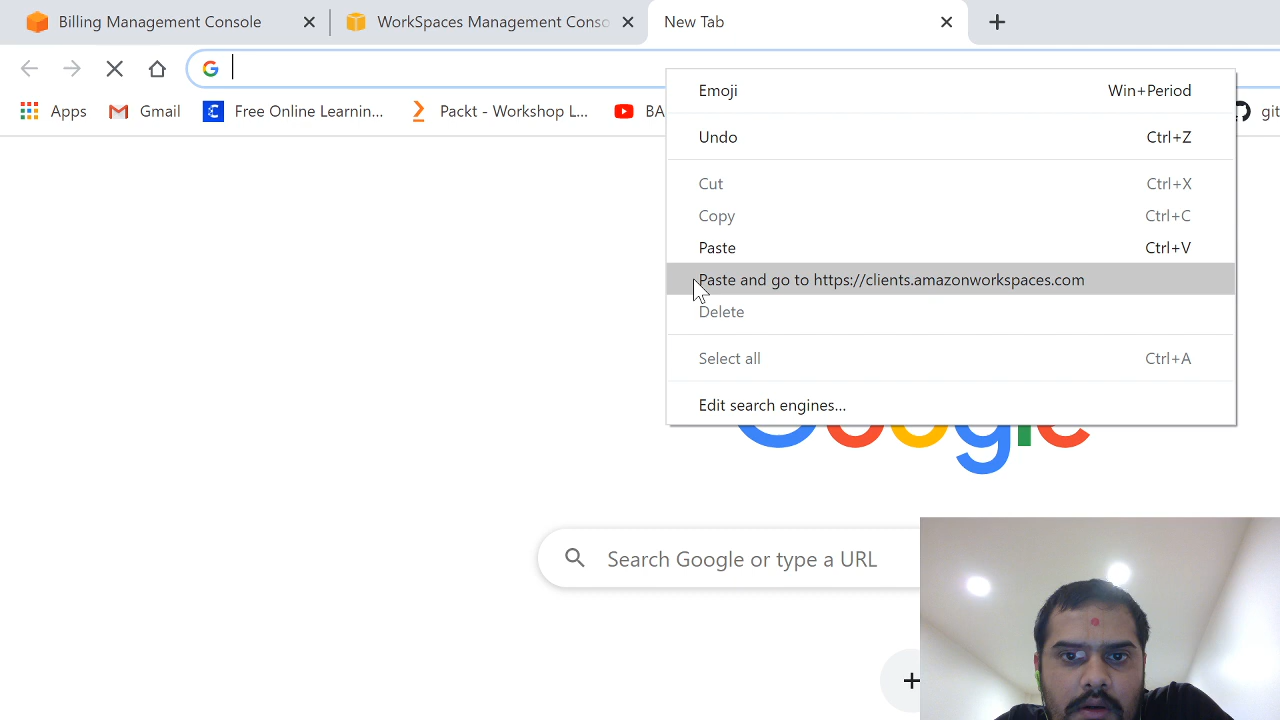 Billing Management Console
WorkSpaces Management Conso
New Tab
Apps
Gmail
Free Online Learnin...
Packt - Workshop L...
BA
git
Emoji Win+Period
Undo Ctrl+Z
Cut Ctrl+X
Copy Ctrl+C
Paste Ctrl+V
Paste and go to https://clients.amazonworkspaces.com
Delete
Select all Ctrl+A
Edit search engines...
Google
Search Google or type a URL